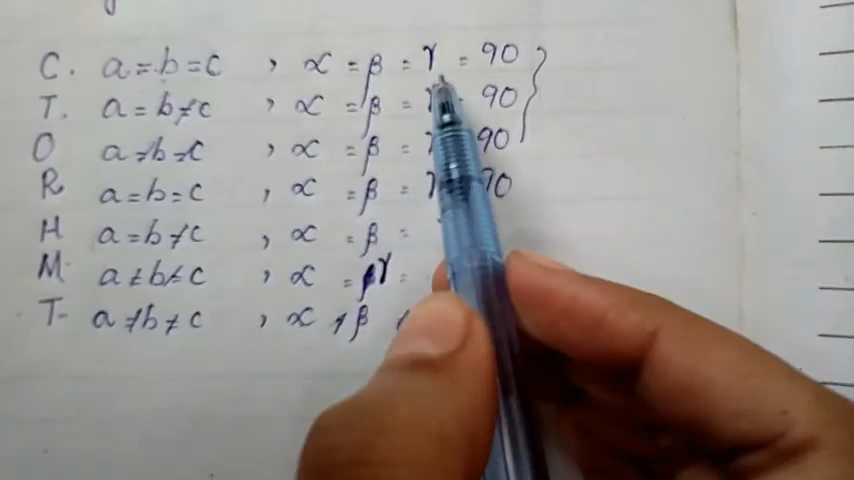 C. a = b = c , α = β = γ = 90
T. a = b ≠ c , α = β = γ 90
O a ≠ b ≠ c , α = β = 90
R a = b = c , α = β = γ 90
H a = b ≠ c , α = β =
M. a ≠ b ≠ c , α = γ =
T- a ≠ b ≠ c , α ≠ β ≠